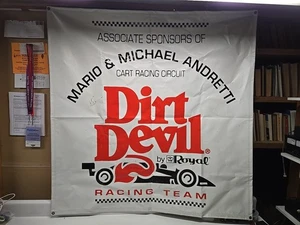 ASSOCIATE SPONSORS OF
MARIO & MICHAEL ANDRETTI
CART RACING CIRCUIT
Dirt
Devil®
by Royal®
RACING TEAM